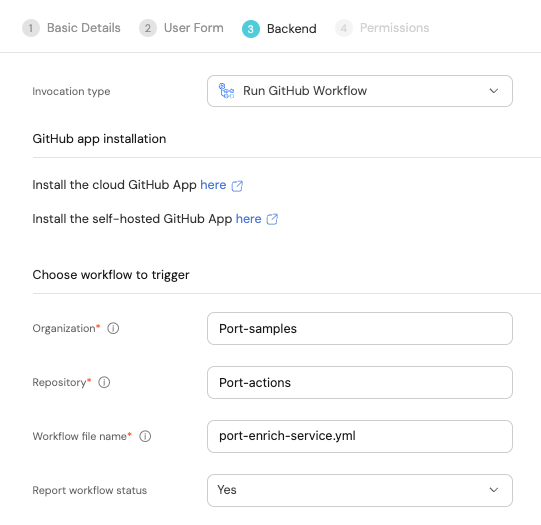 1 Basic Details 2 User Form 3 Backend 4 Permissions
Invocation type Run GitHub Workflow
GitHub app installation
Install the cloud GitHub App here
Install the self-hosted GitHub App here
Choose workflow to trigger
Organization* Port-samples
Repository* Port-actions
Workflow file name* port-enrich-service.yml
Report workflow status Yes